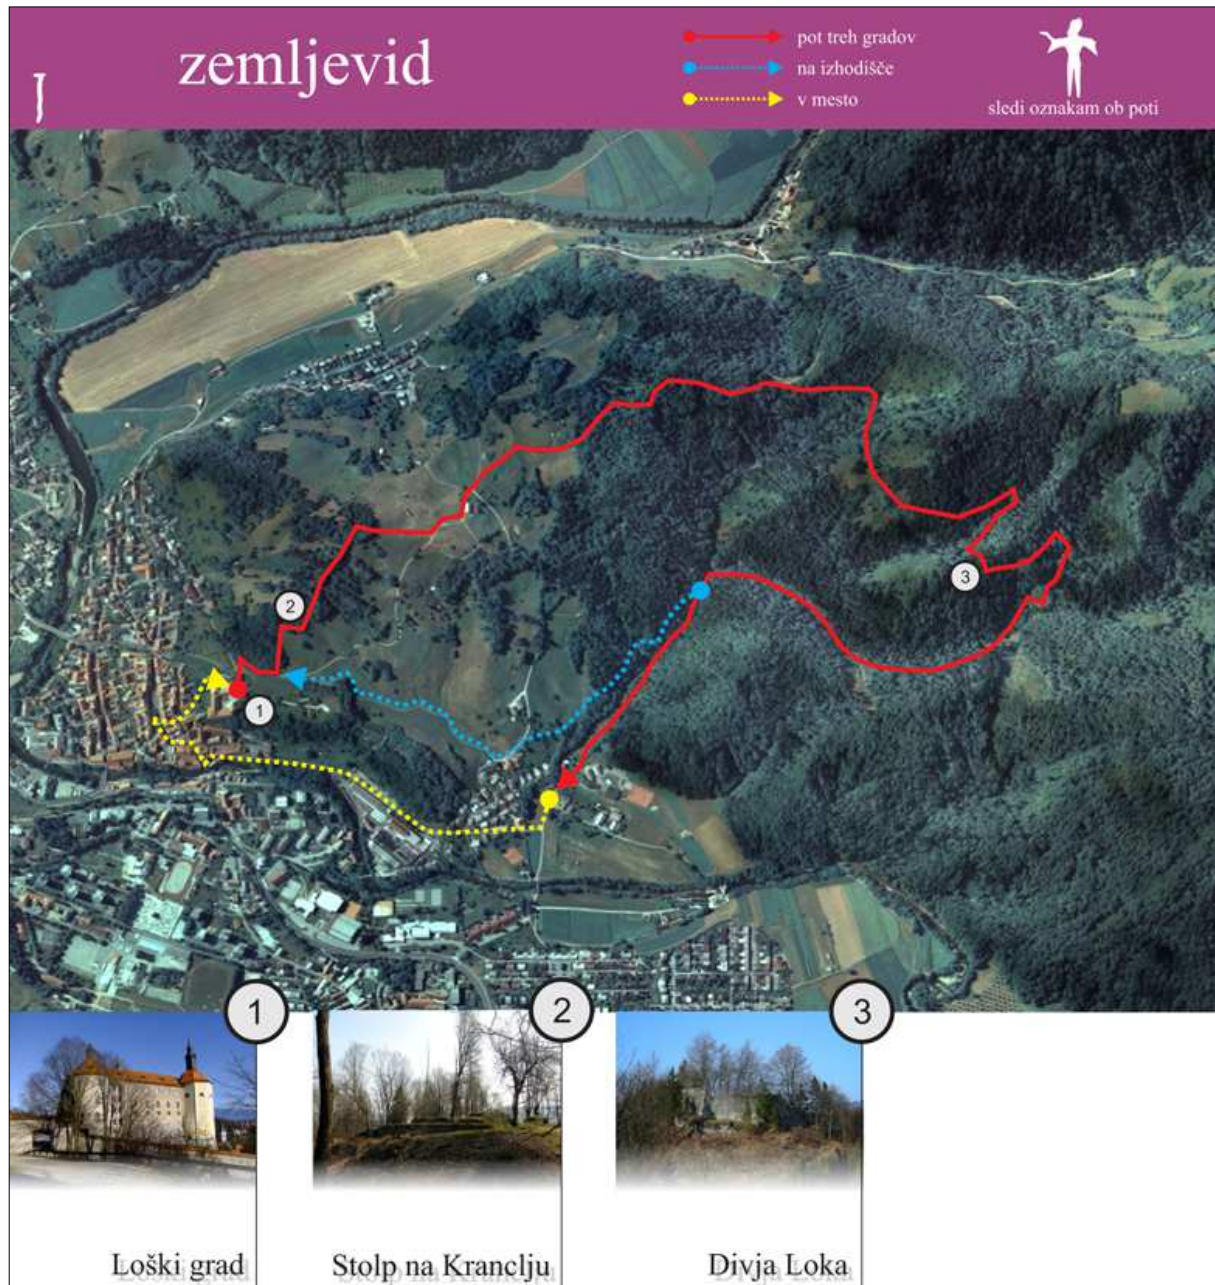 zemljevid
pot treh gradov
na izhodišče
v mesto
sledi oznakam ob poti
2
3
1
1
2
3
Loški grad
Stolp na Kranclju
Divja Loka